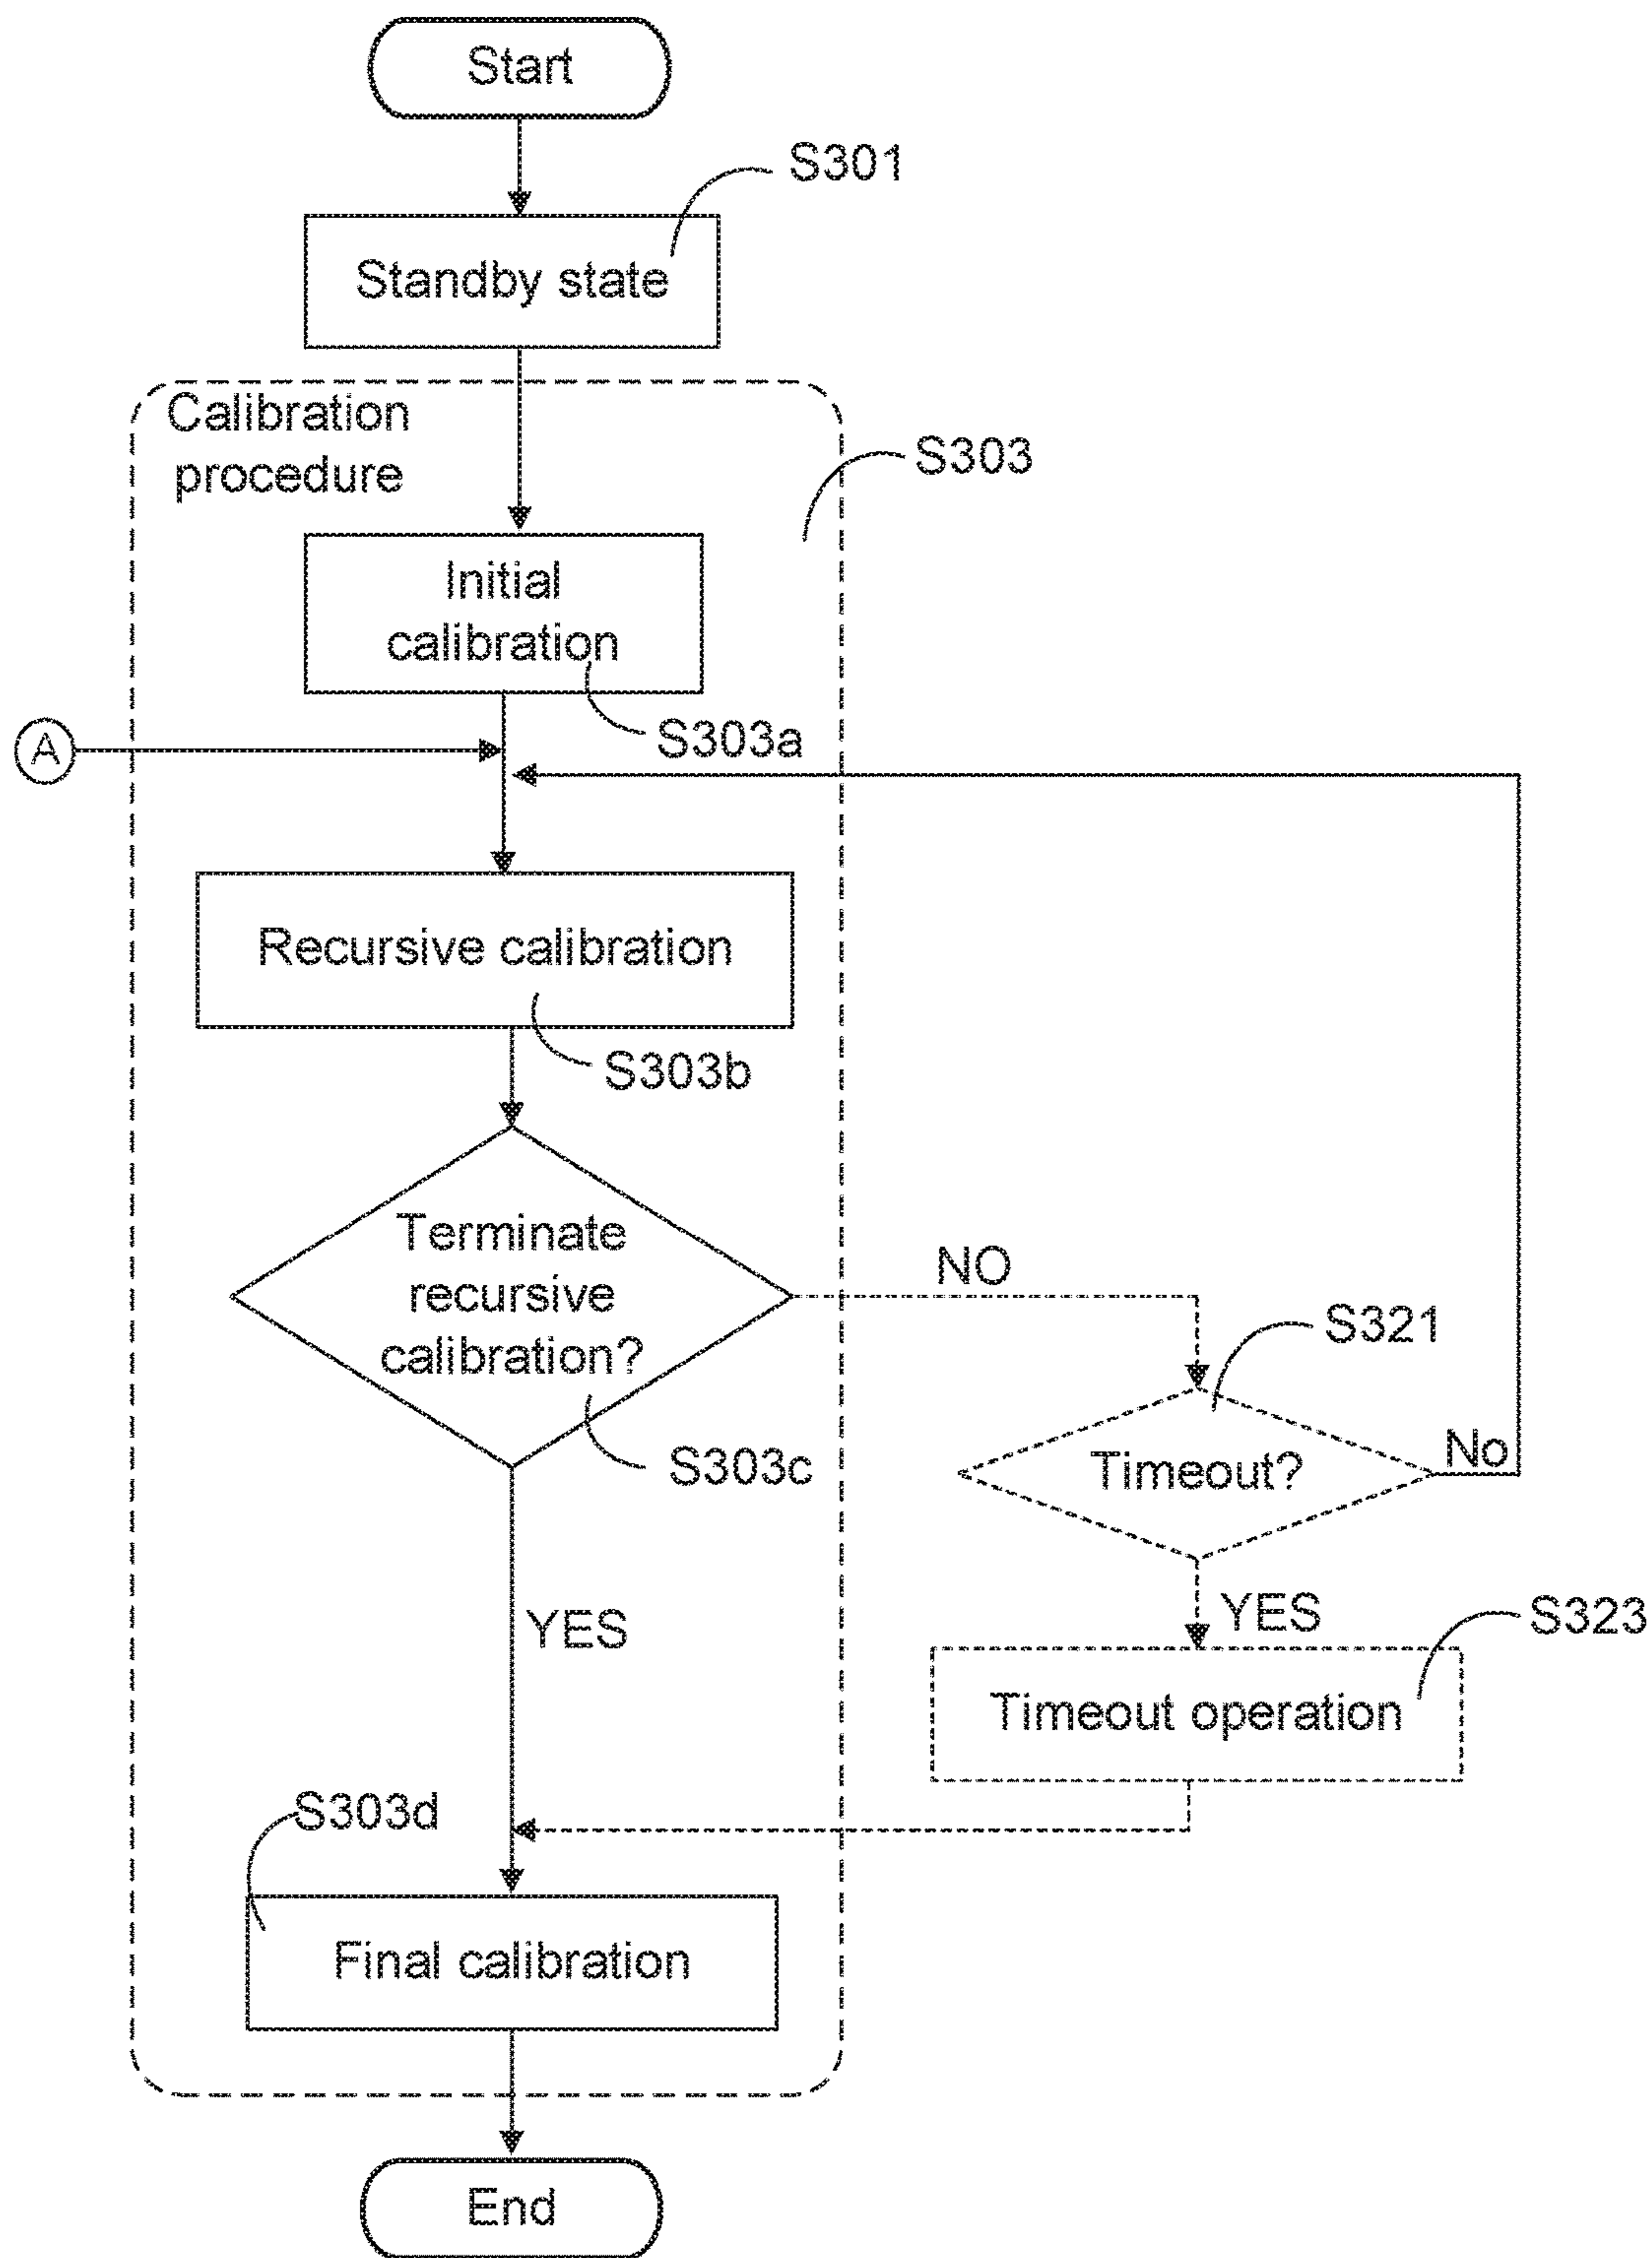 Start
S301
Standby state
Calibration
procedure
S303
Initial
calibration
S303a
A
Recursive calibration
S303b
Terminate
recursive
calibration?
NO
S321
S303c
Timeout?
No
YES
YES
S323
Timeout operation
S303d
Final calibration
End